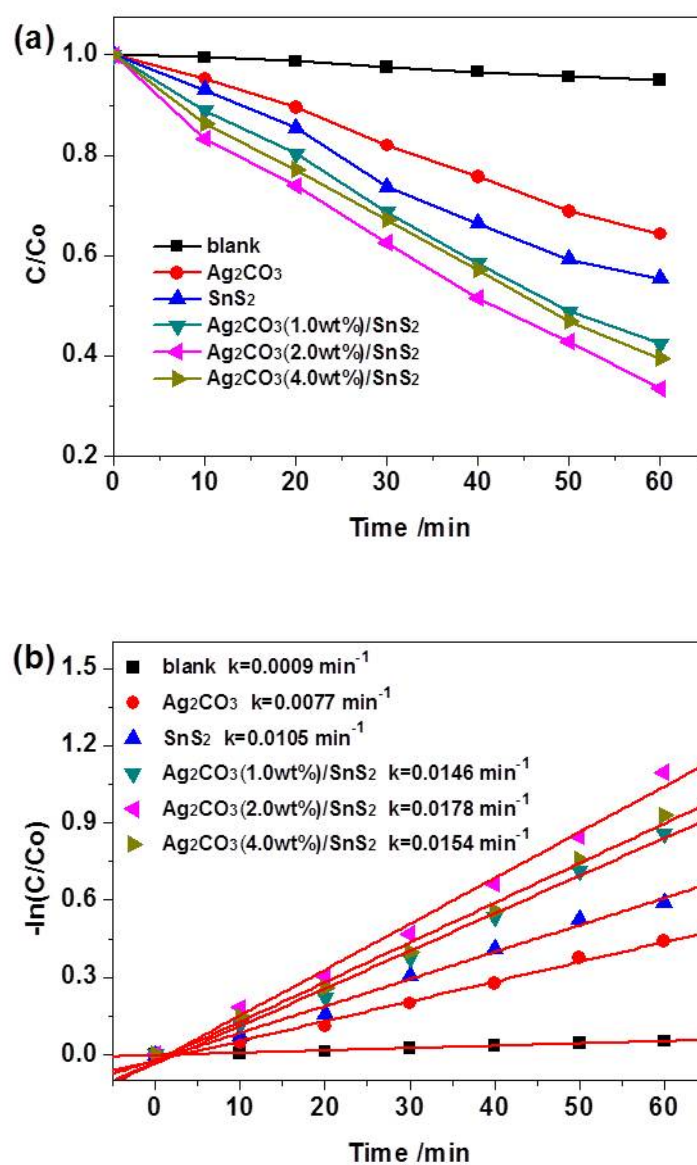 (a)
1.0
0.8
0.6
0.4
0.2
C/Co
blank
Ag₂CO₃
SnS₂
Ag₂CO₃(1.0wt%)/SnS₂
Ag₂CO₃(2.0wt%)/SnS₂
Ag₂CO₃(4.0wt%)/SnS₂
0 10 20 30 40 50 60
Time /min
(b)
1.5
1.2
0.9
0.6
0.3
0.0
-ln(C/Co)
blank k=0.0009 min⁻¹
Ag₂CO₃ k=0.0077 min⁻¹
SnS₂ k=0.0105 min⁻¹
Ag₂CO₃(1.0wt%)/SnS₂ k=0.0146 min⁻¹
Ag₂CO₃(2.0wt%)/SnS₂ k=0.0178 min⁻¹
Ag₂CO₃(4.0wt%)/SnS₂ k=0.0154 min⁻¹
0 10 20 30 40 50 60
Time /min